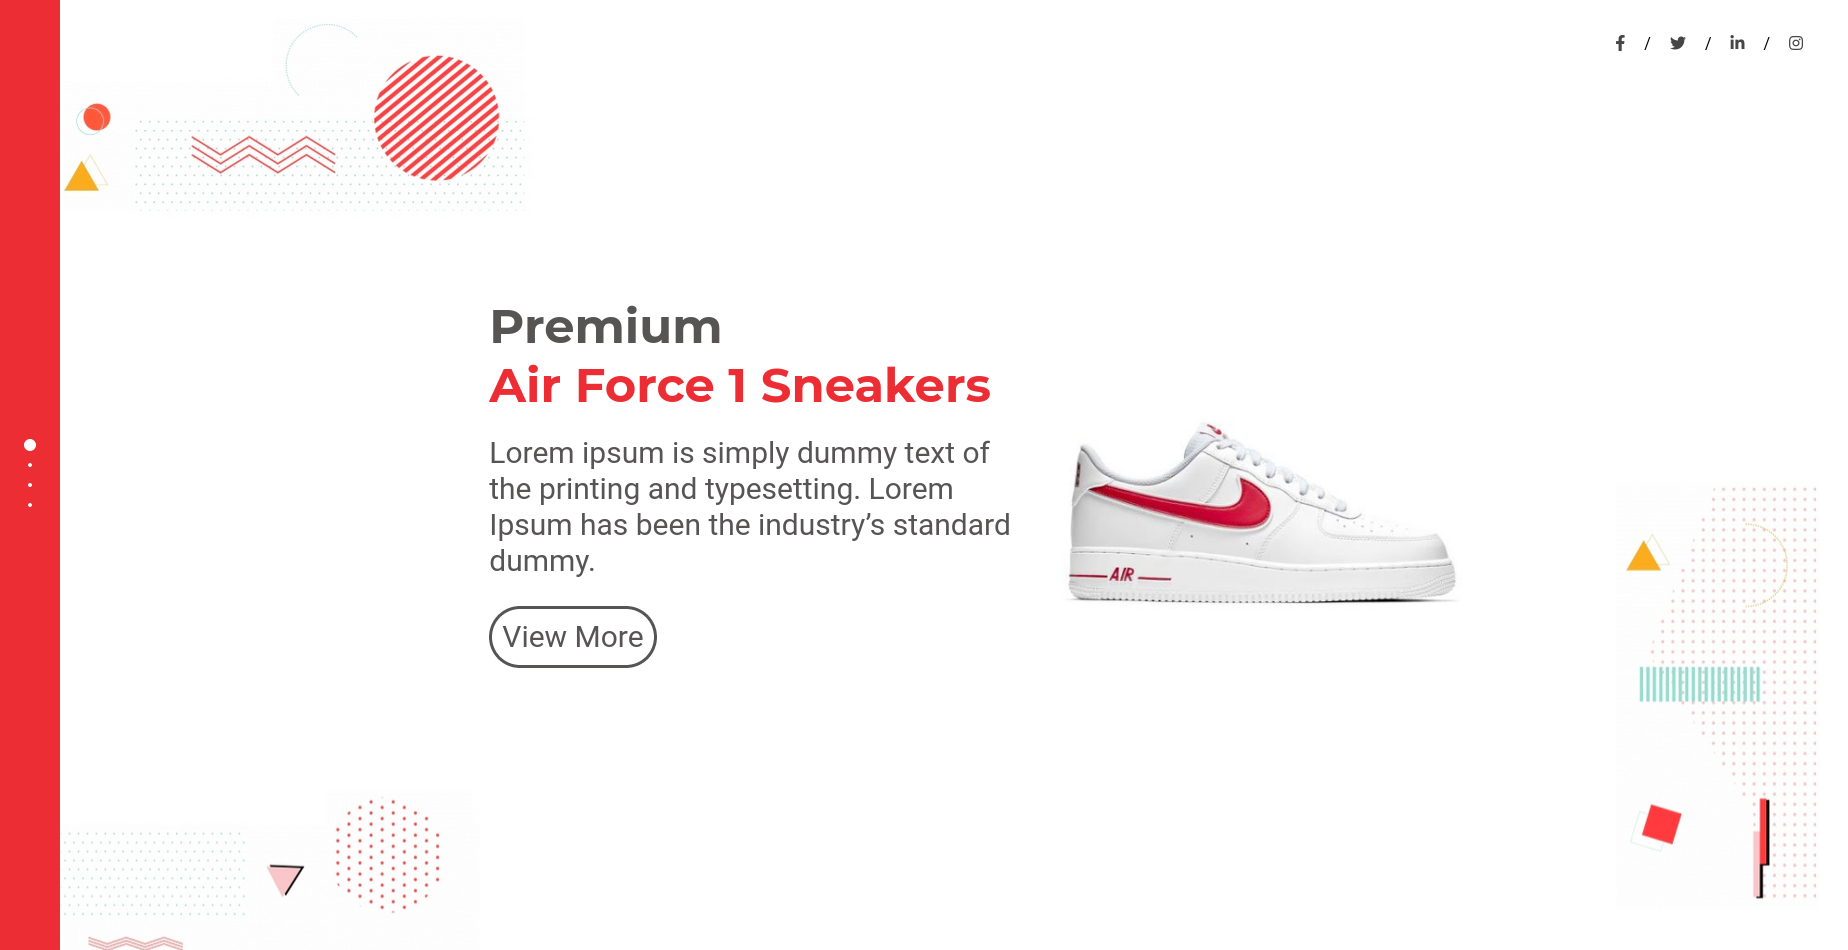 / / /
Premium
Air Force 1 Sneakers
Lorem ipsum is simply dummy text of
the printing and typesetting. Lorem
Ipsum has been the industry’s standard
dummy.
AIR
View More